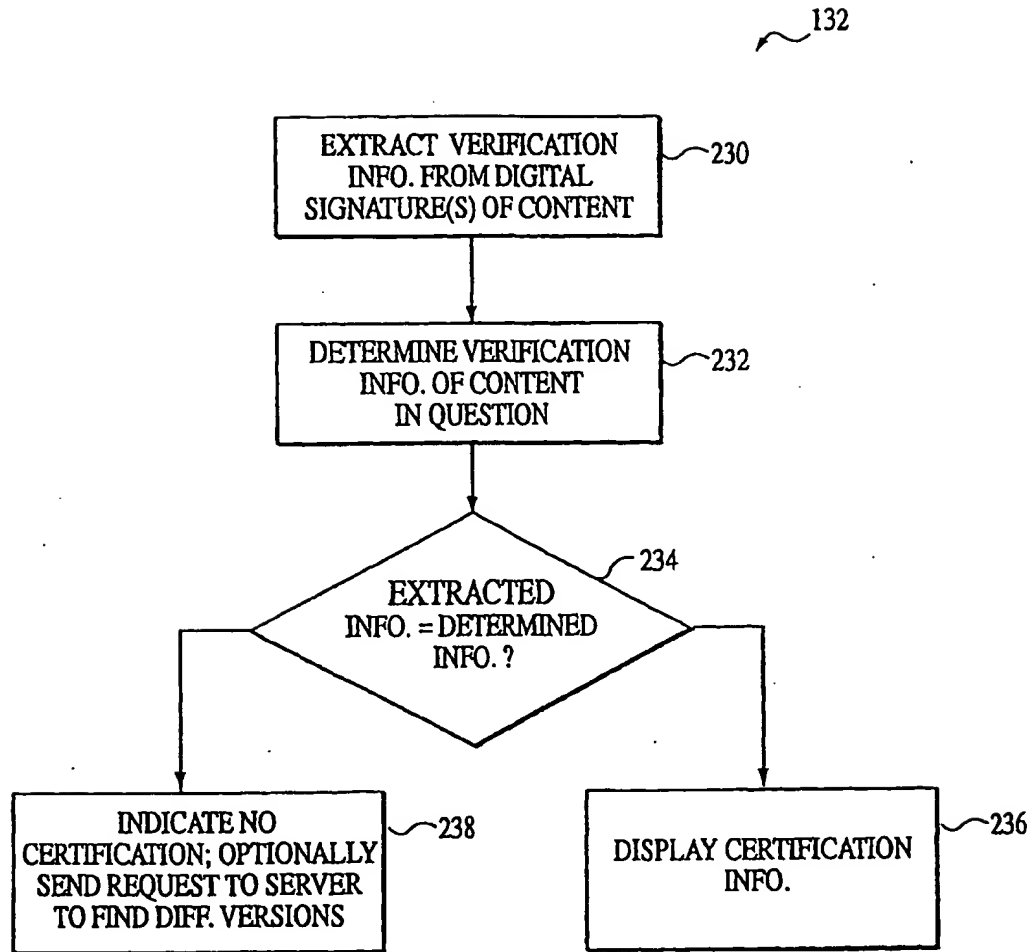 132
EXTRACT VERIFICATION
INFO. FROM DIGITAL
SIGNATURE(S) OF CONTENT
230
DETERMINE VERIFICATION
INFO. OF CONTENT
IN QUESTION
232
234
EXTRACTED
INFO. = DETERMINED
INFO. ?
INDICATE NO
CERTIFICATION; OPTIONALLY
SEND REQUEST TO SERVER
TO FIND DIFF. VERSIONS
238
DISPLAY CERTIFICATION
INFO.
236